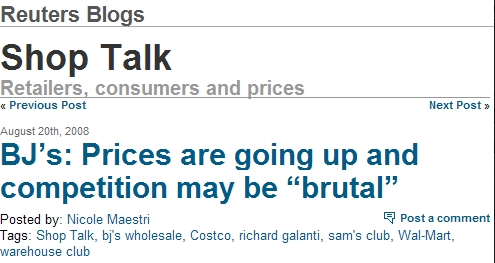 Reuters Blogs
Shop Talk
Retailers, consumers and prices
« Previous Post Next Post »
August 20th, 2008
BJ’s: Prices are going up and
competition may be “brutal”
Posted by: Nicole Maestri Post a comment
Tags: Shop Talk, bj's wholesale, Costco, richard galanti, sam's club, Wal-Mart,
warehouse club